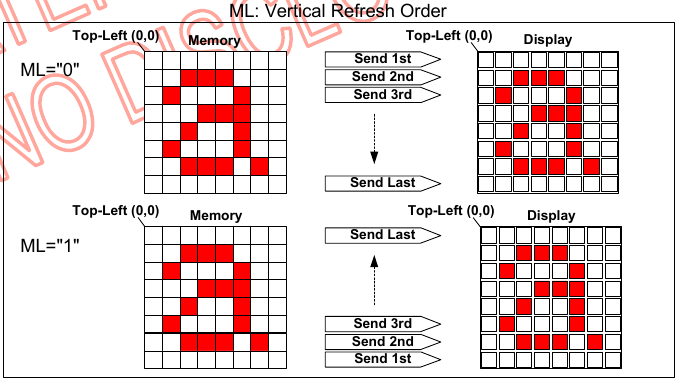 ML: Vertical Refresh Order
Top-Left (0,0)
Memory
Top-Left (0,0)
Display
ML="0"
Send 1st
Send 2nd
Send 3rd
Send Last
Top-Left (0,0)
Memory
Top-Left (0,0)
Display
ML="1"
Send Last
Send 3rd
Send 2nd
Send 1st
NO DISCLO